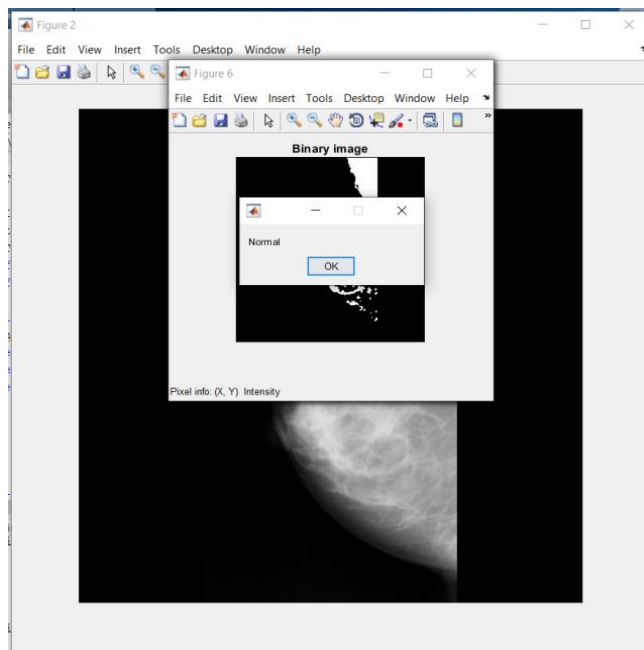 Figure 2
File Edit View Insert Tools Desktop Window Help
Figure 6
File Edit View Insert Tools Desktop Window Help
Binary image
Normal
OK
Pixel info: (X, Y) Intensity